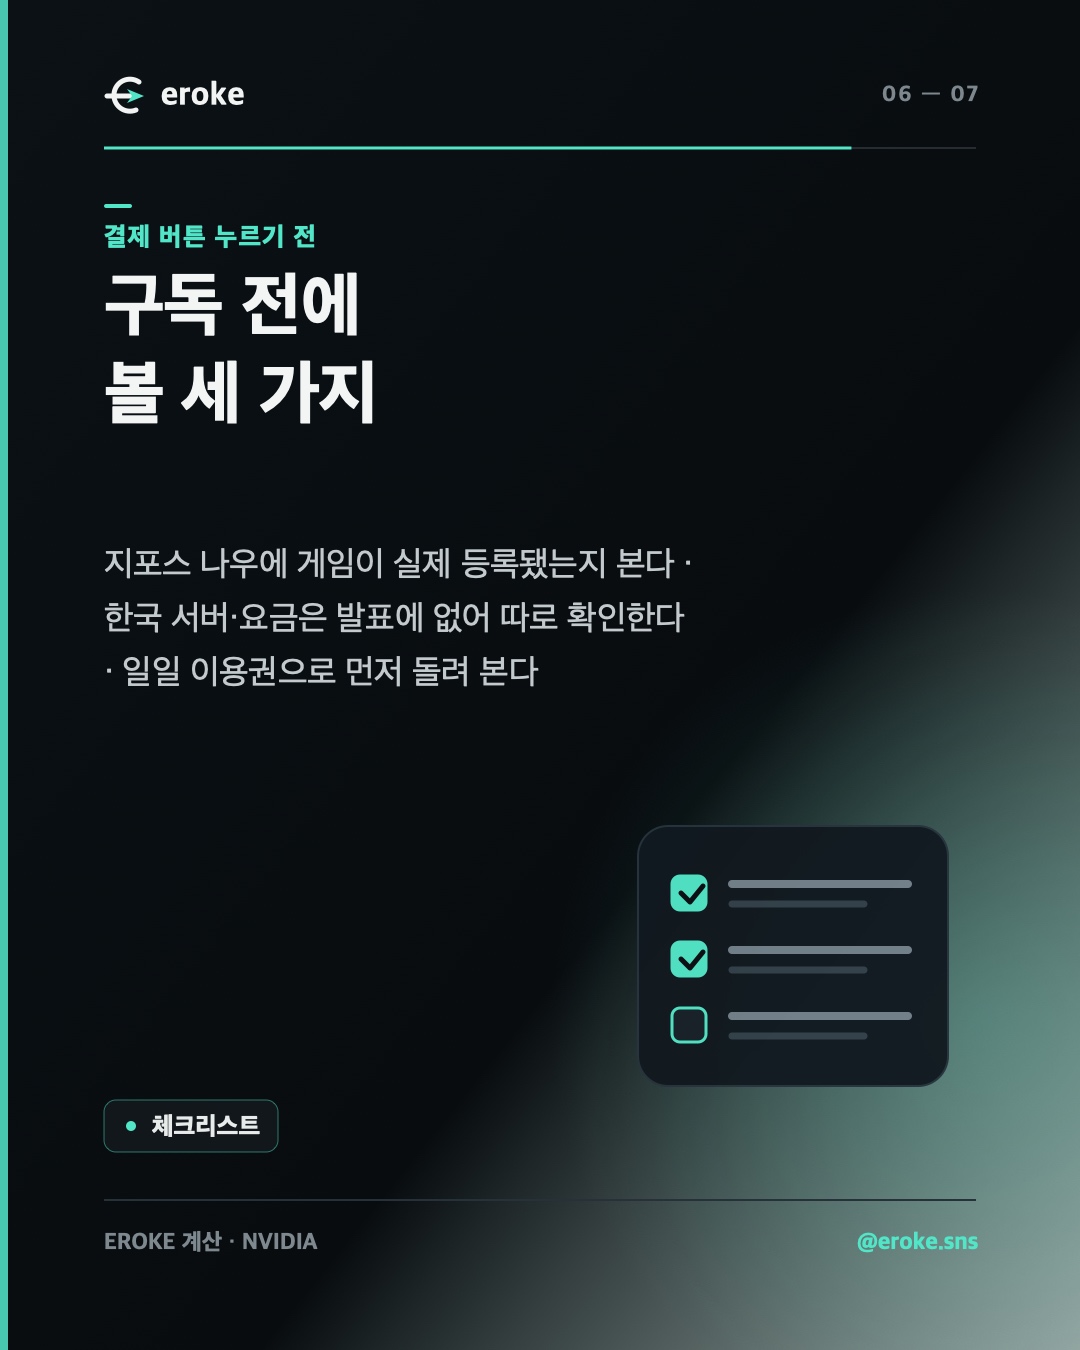 eroke
06 — 07
결제 버튼 누르기 전
구독 전에
볼 세 가지
지포스 나우에 게임이 실제 등록됐는지 본다 ·
한국 서버·요금은 발표에 없어 따로 확인한다
· 일일 이용권으로 먼저 돌려 본다
체크리스트
EROKE 계산 · NVIDIA
@eroke.sns